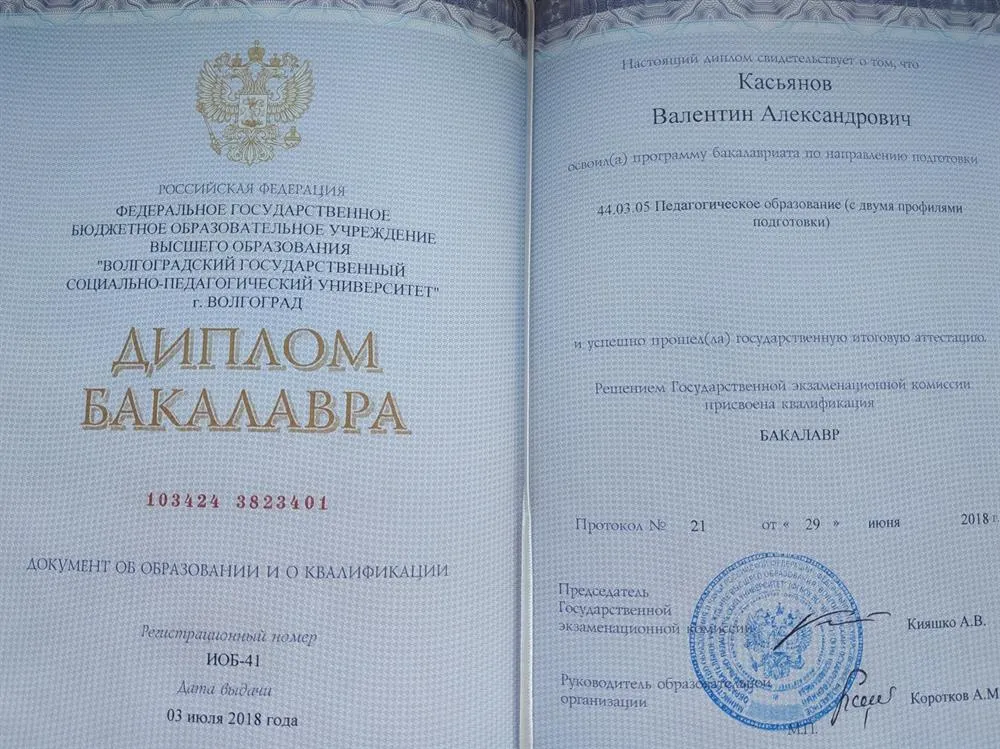 РОССИЙСКАЯ ФЕДЕРАЦИЯ
ФЕДЕРАЛЬНОЕ ГОСУДАРСТВЕННОЕ
БЮДЖЕТНОЕ ОБРАЗОВАТЕЛЬНОЕ УЧРЕЖДЕНИЕ
ВЫСШЕГО ОБРАЗОВАНИЯ
"ВОЛГОГРАДСКИЙ ГОСУДАРСТВЕННЫЙ
СОЦИАЛЬНО-ПЕДАГОГИЧЕСКИЙ УНИВЕРСИТЕТ"
г. ВОЛГОГРАД
ДИПЛОМ
БАКАЛАВРА
103424 3823401
ДОКУМЕНТ ОБ ОБРАЗОВАНИИ И О КВАЛИФИКАЦИИ
Регистрационный номер
ИОБ-41
Дата выдачи
03 июля 2018 года
Настоящий диплом свидетельствует о том, что
Касьянов
Валентин Александрович
освоил(а) программу бакалавриата по направлению подготовки
44.03.05 Педагогическое образование (с двумя профилями
подготовки)
и успешно прошел(ла) государственную итоговую аттестацию.
Решением Государственной экзаменационной комиссии
присвоена квалификация
БАКАЛАВР
Протокол № 21 от « 29 » июня 2018 г.
Председатель
Государственной
экзаменационной комиссии Кияшко А.В.
Руководитель образовательной
организации Коротков А.М
М.П.